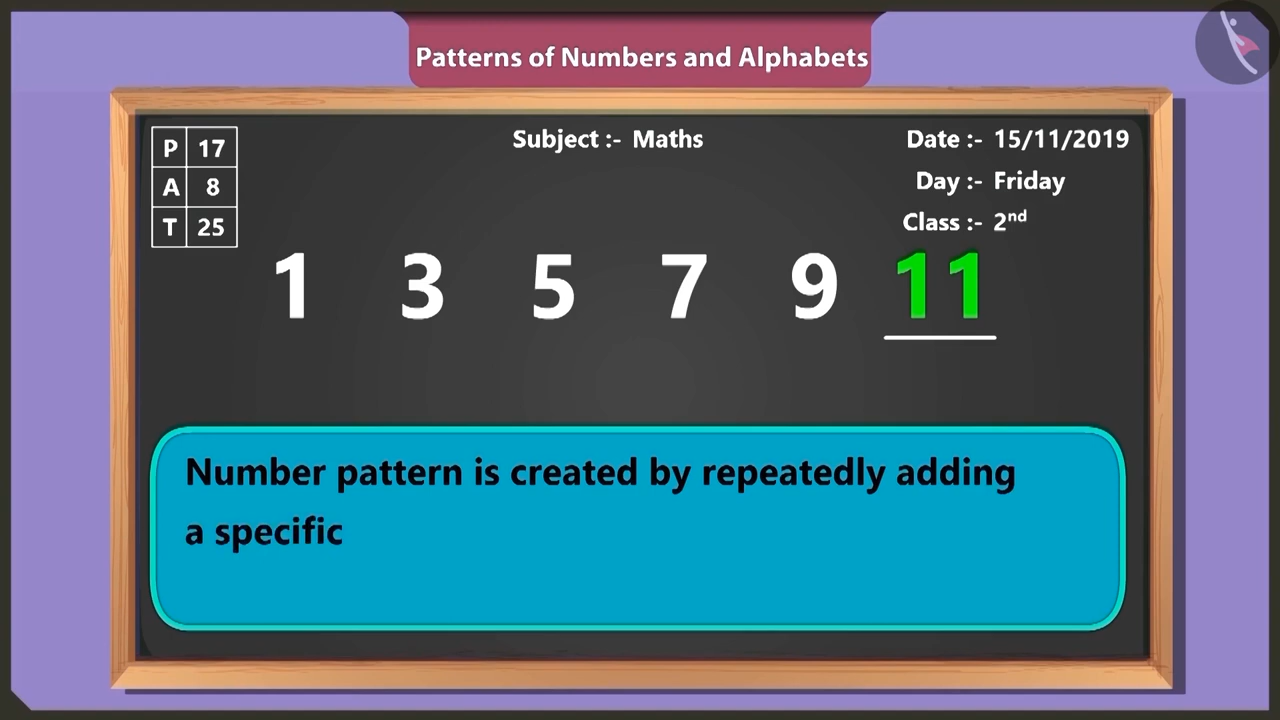 Patterns of Numbers and Alphabets
P 17
A 8
T 25
Subject :- Maths
Date :- 15/11/2019
Day :- Friday
Class :- 2nd
1 3 5 7 9 11
Number pattern is created by repeatedly adding
a specific